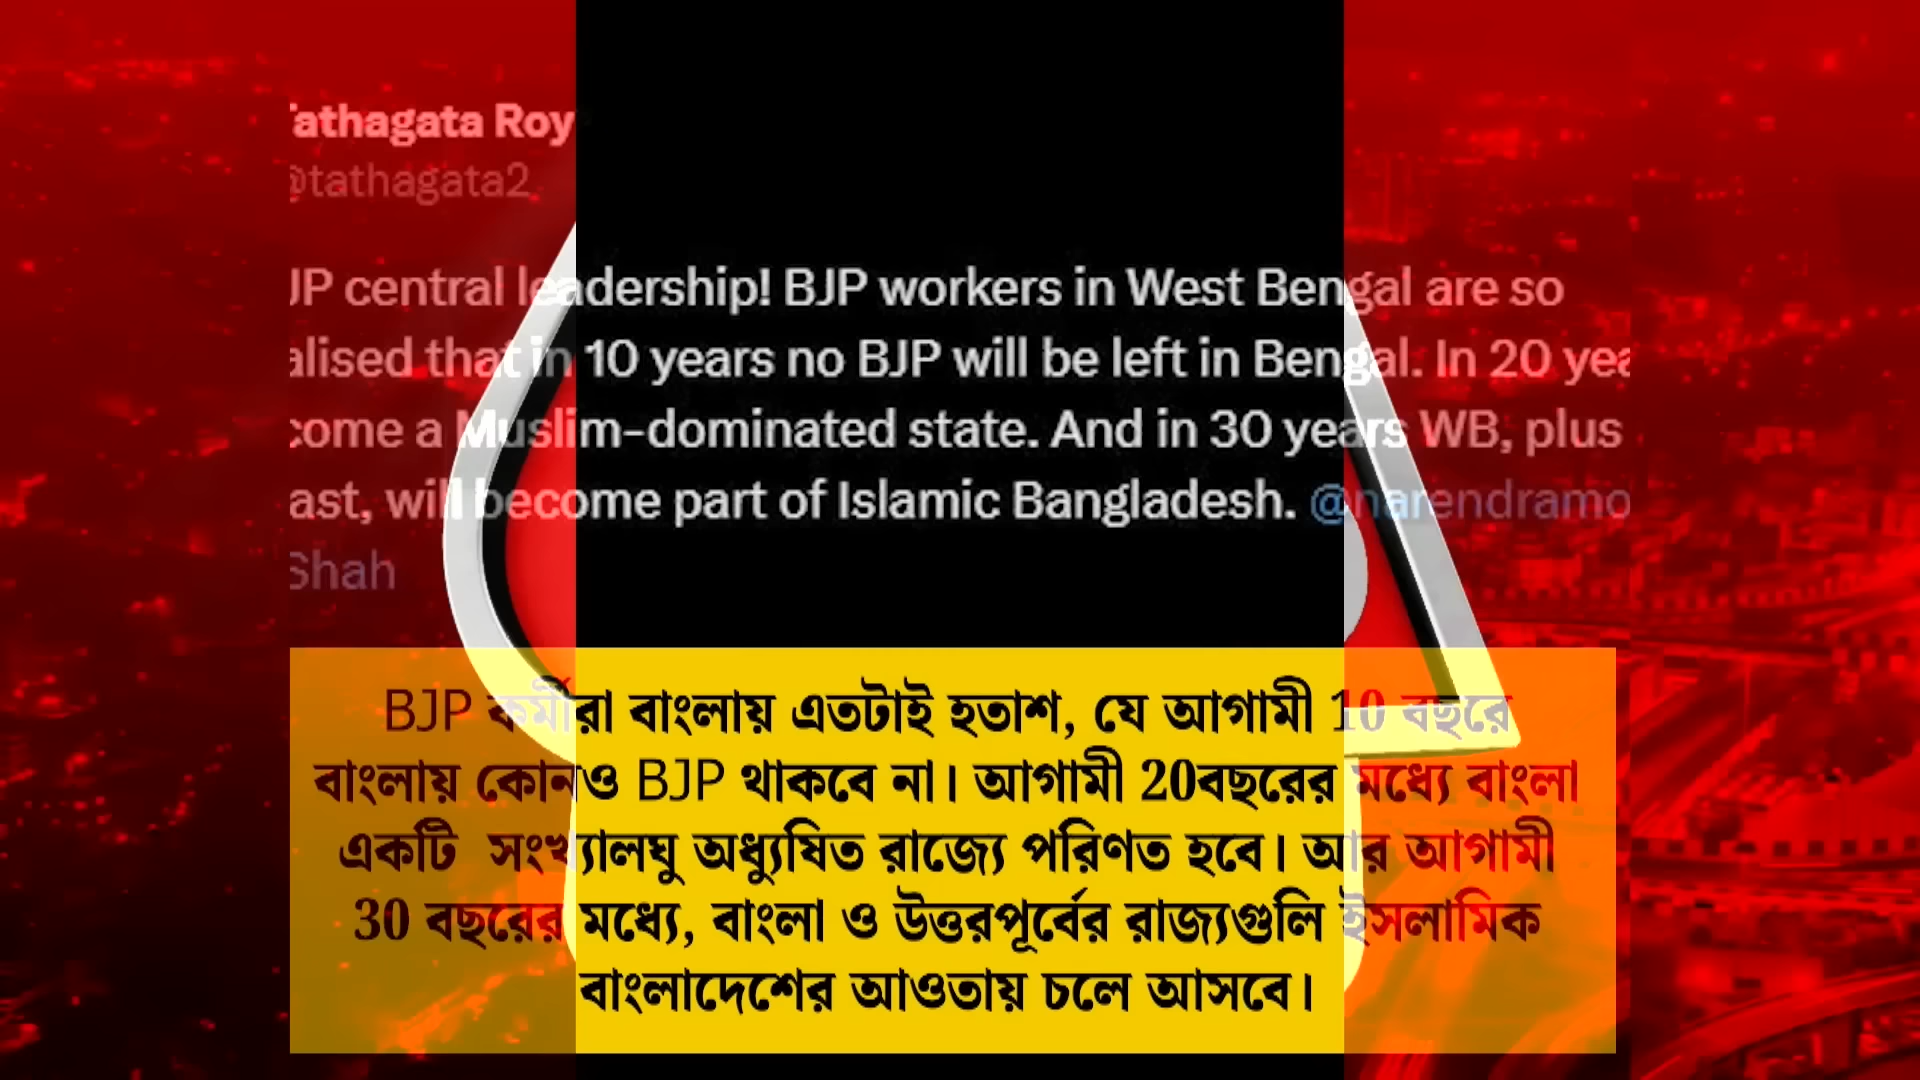 Tathagata Roy
@tathagata2
JP central leadership! BJP workers in West Bengal are so
alised that in 10 years no BJP will be left in Bengal. In 20 yea
come a Muslim-dominated state. And in 30 years WB, plus
ast, will become part of Islamic Bangladesh. @narendramo
Shah
BJP কর্মীরা বাংলায় এতটাই হতাশ, যে আগামী 10 বছরে
বাংলায় কোনও BJP থাকবে না। আগামী 20বছরের মধ্যে বাংলা
একটি সংখ্যালঘু অধ্যুষিত রাজ্যে পরিণত হবে। আর আগামী
30 বছরের মধ্যে, বাংলা ও উত্তরপূর্বের রাজ্যগুলি ইসলামিক
বাংলাদেশের আওতায় চলে আসবে।